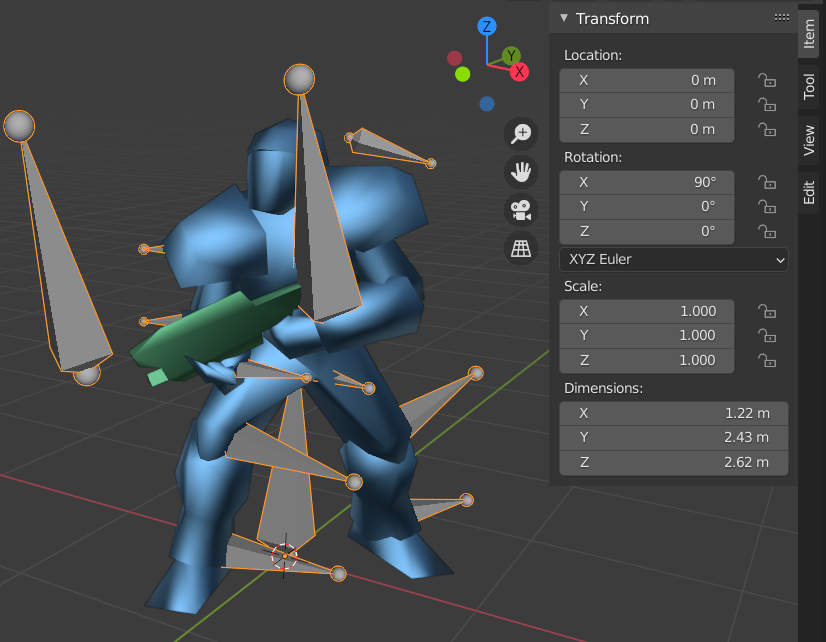 Transform
Item
Location:
X 0 m
Y 0 m
Z 0 m
Tool
Rotation:
X 90°
Y 0°
Z 0°
View
XYZ Euler
Edit
Scale:
X 1.000
Y 1.000
Z 1.000
Dimensions:
X 1.22 m
Y 2.43 m
Z 2.62 m
Z
Y
X